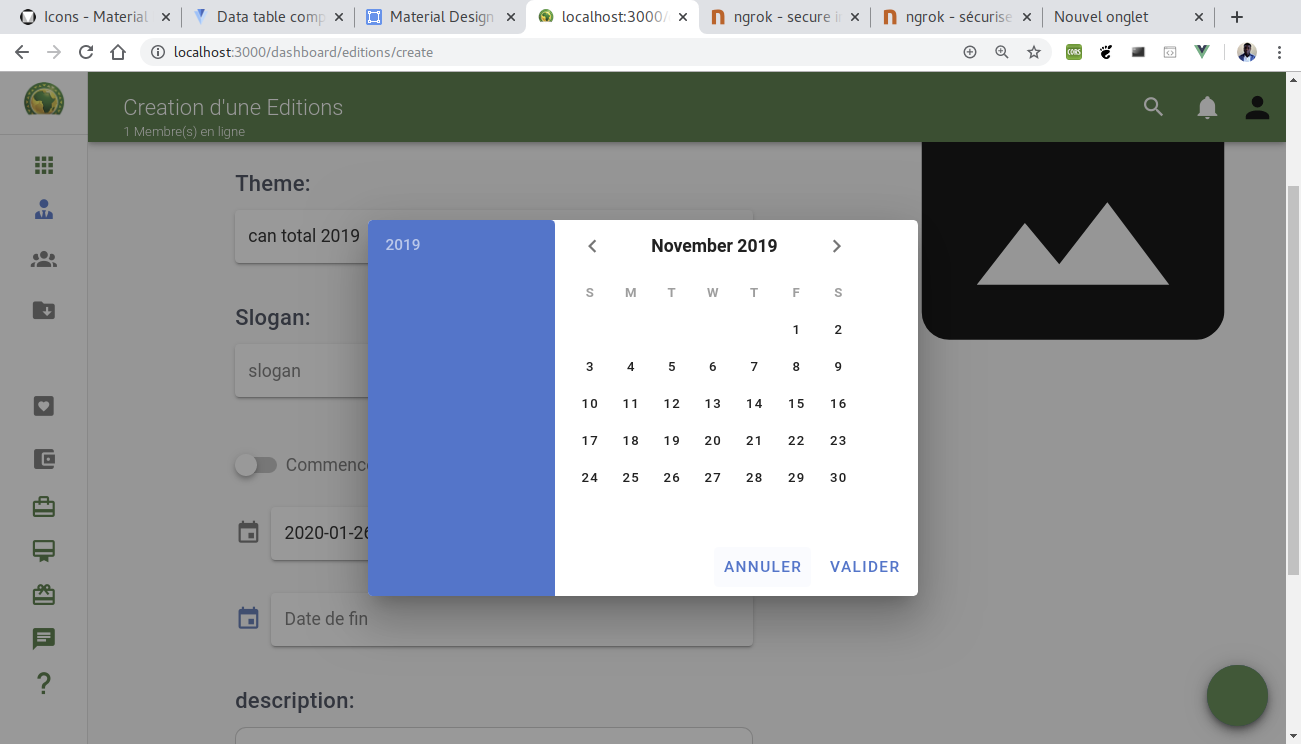 Icons - Material
Data table comp
Material Design
localhost:3000/
ngrok - secure i
ngrok - sécurise
Nouvel onglet
localhost:3000/dashboard/editions/create
CORS
Creation d'une Editions
1 Membre(s) en ligne
Theme:
can total 2019
Slogan:
slogan
Commence
2020-01-26
Date de fin
description:
2019
November 2019
S M T W T F S
1 2
3 4 5 6 7 8 9
10 11 12 13 14 15 16
17 18 19 20 21 22 23
24 25 26 27 28 29 30
ANNULER VALIDER